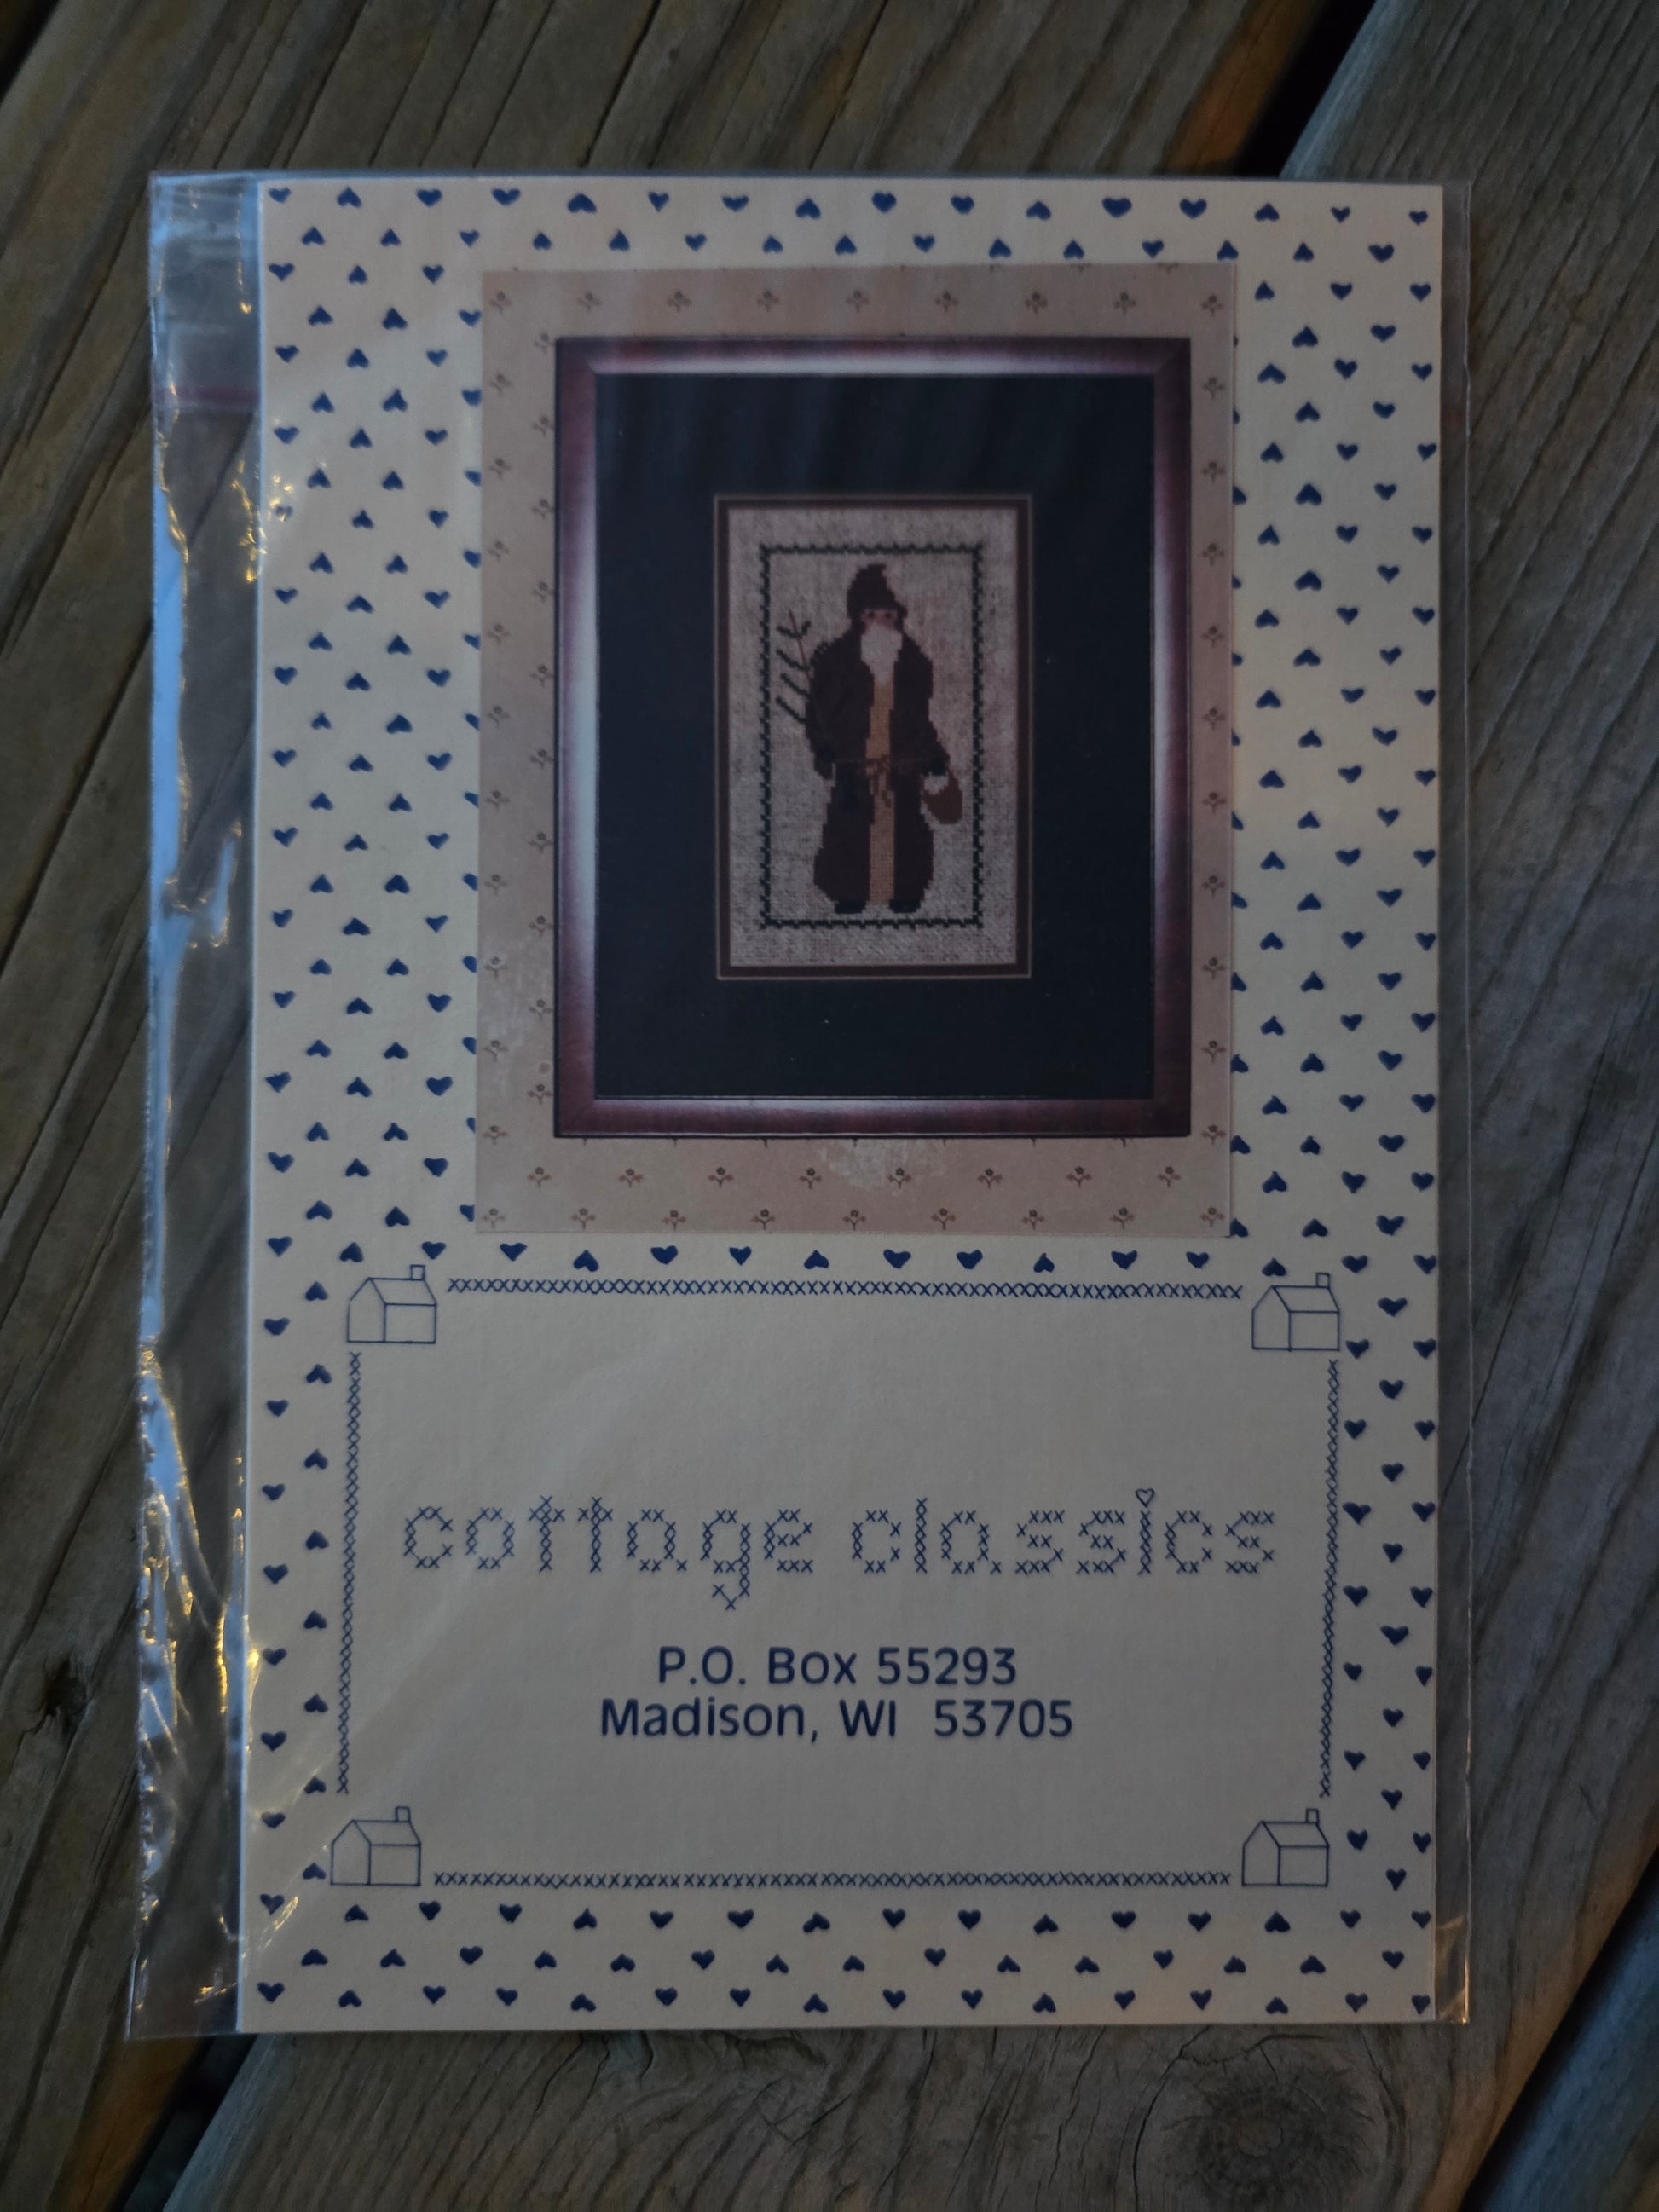 cottage classics
P.O. Box 55293
Madison, WI 53705